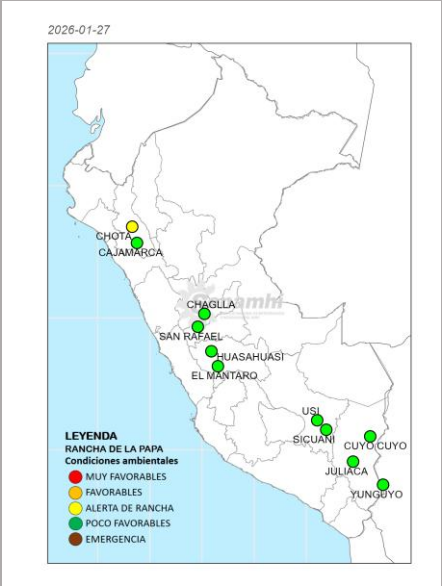 2026-01-27
CHOTA
CAJAMARCA
CHAGLLA
SAN RAFAEL
HUASAHUASI
EL MANTARO
USI
SICUANI
CUYO CUYO
JULIACA
YUNGUYO
LEYENDA
RANCHA DE LA PAPA
Condiciones ambientales
MUY FAVORABLES
FAVORABLES
ALERTA DE RANCHA
POCO FAVORABLES
EMERGENCIA